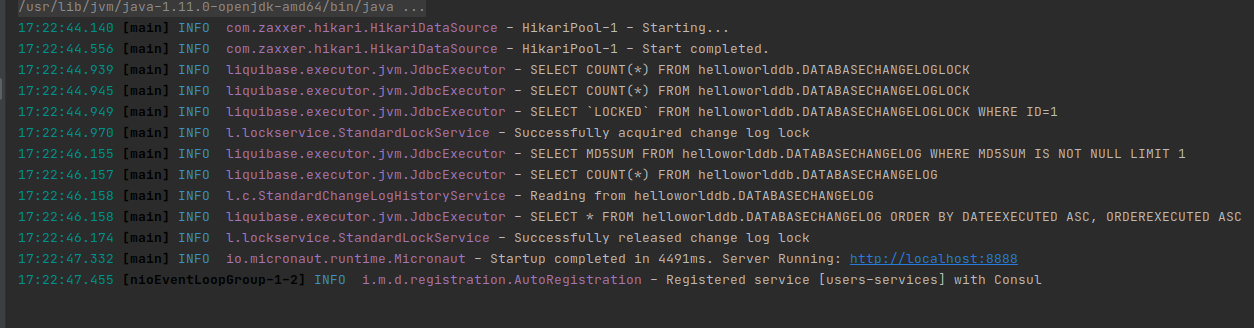 /usr/lib/jvm/java-1.11.0-openjdk-amd64/bin/java ...
17:22:44.140 [main] INFO  com.zaxxer.hikari.HikariDataSource - HikariPool-1 - Starting...
17:22:44.556 [main] INFO  com.zaxxer.hikari.HikariDataSource - HikariPool-1 - Start completed.
17:22:44.939 [main] INFO  liquibase.executor.jvm.JdbcExecutor - SELECT COUNT(*) FROM helloworlddb.DATABASECHANGELOGLOCK
17:22:44.945 [main] INFO  liquibase.executor.jvm.JdbcExecutor - SELECT COUNT(*) FROM helloworlddb.DATABASECHANGELOGLOCK
17:22:44.949 [main] INFO  liquibase.executor.jvm.JdbcExecutor - SELECT `LOCKED` FROM helloworlddb.DATABASECHANGELOGLOCK WHERE ID=1
17:22:44.970 [main] INFO  l.lockservice.StandardLockService - Successfully acquired change log lock
17:22:46.155 [main] INFO  liquibase.executor.jvm.JdbcExecutor - SELECT MD5SUM FROM helloworlddb.DATABASECHANGELOG WHERE MD5SUM IS NOT NULL LIMIT 1
17:22:46.157 [main] INFO  liquibase.executor.jvm.JdbcExecutor - SELECT COUNT(*) FROM helloworlddb.DATABASECHANGELOG
17:22:46.158 [main] INFO  l.c.StandardChangeLogHistoryService - Reading from helloworlddb.DATABASECHANGELOG
17:22:46.158 [main] INFO  liquibase.executor.jvm.JdbcExecutor - SELECT * FROM helloworlddb.DATABASECHANGELOG ORDER BY DATEEXECUTED ASC, ORDEREXECUTED ASC
17:22:46.174 [main] INFO  l.lockservice.StandardLockService - Successfully released change log lock
17:22:47.332 [main] INFO  io.micronaut.runtime.Micronaut - Startup completed in 4491ms. Server Running: http://localhost:8888
17:22:47.455 [nioEventLoopGroup-1-2] INFO  i.m.d.registration.AutoRegistration - Registered service [users-services] with Consul